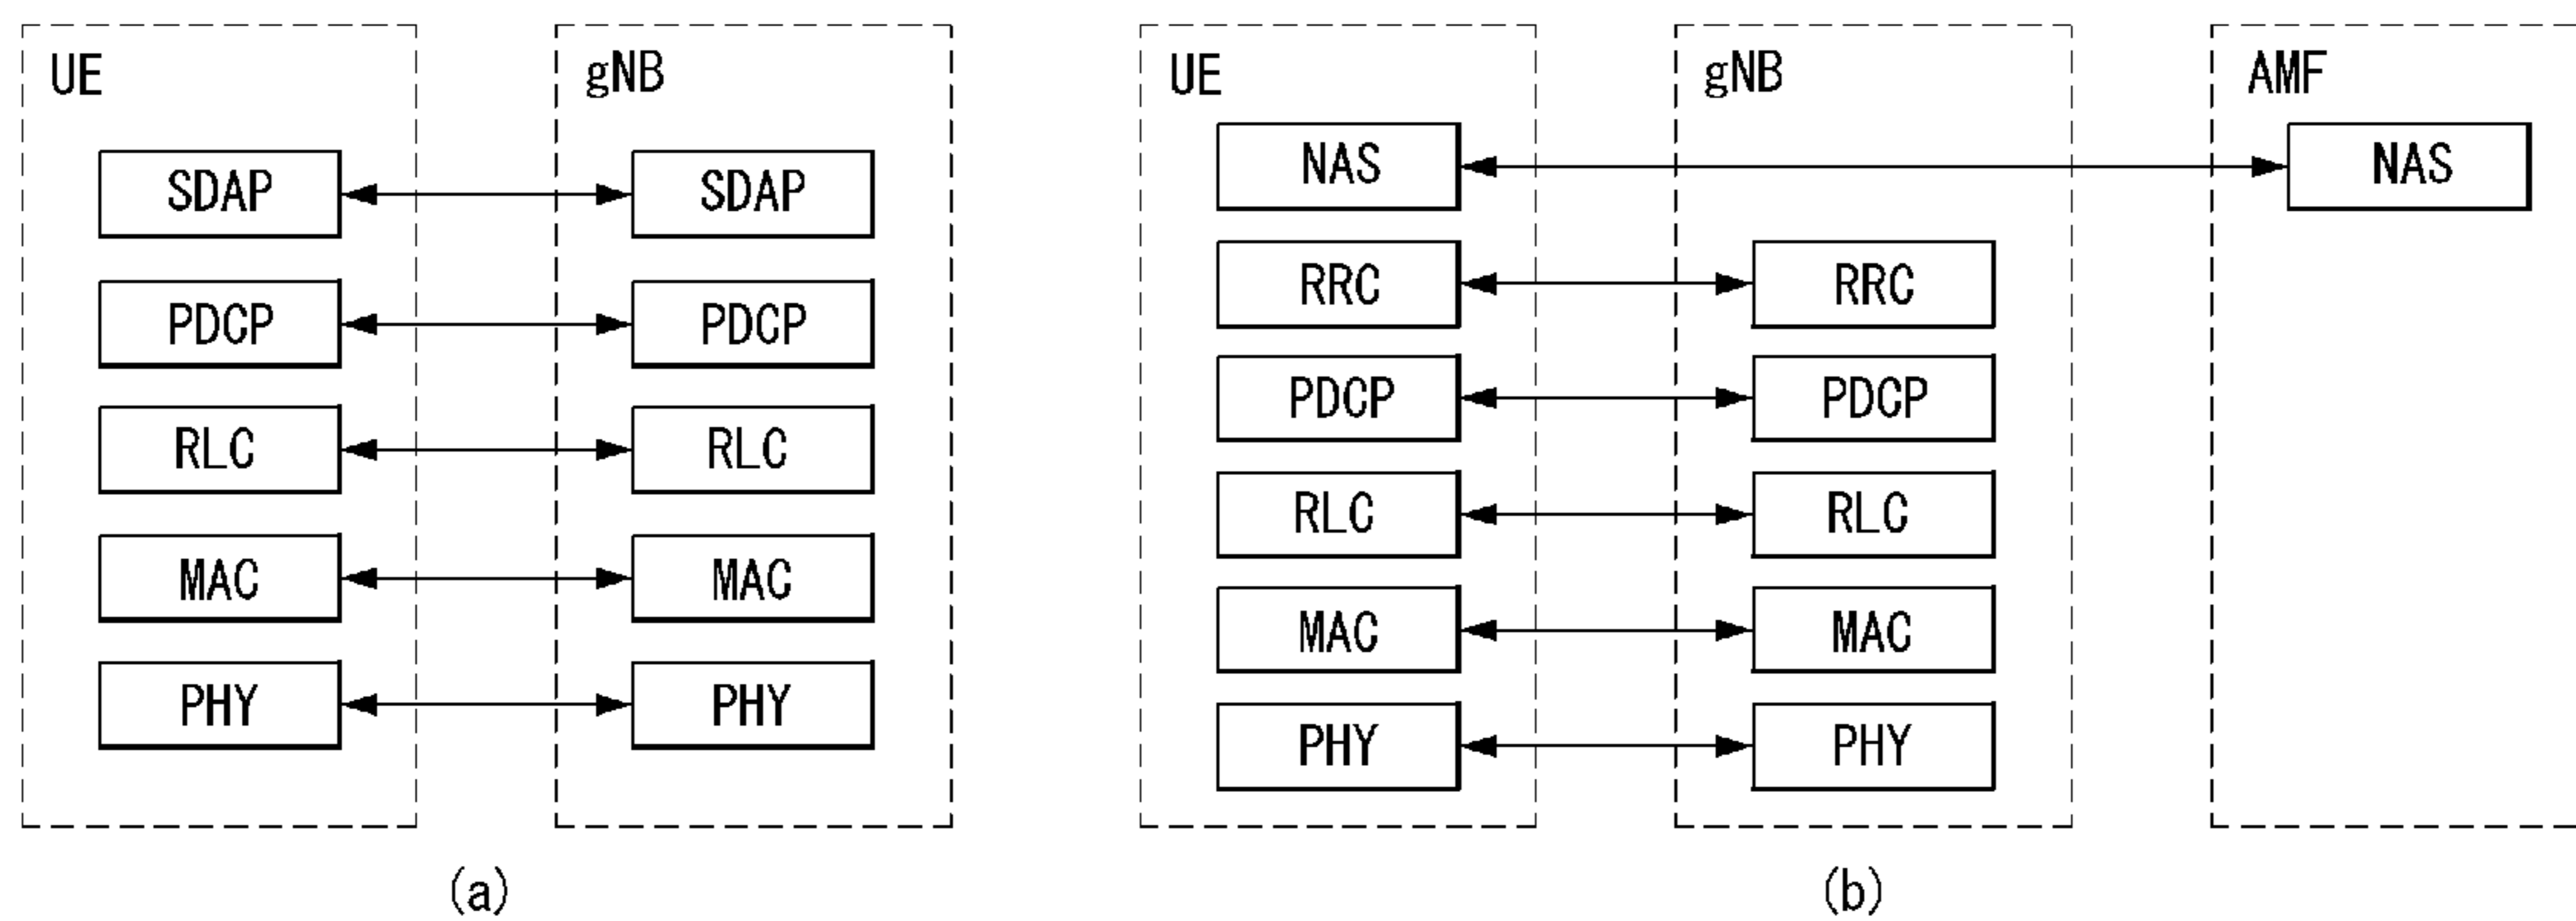 UE gNB
SDAP SDAP
PDCP PDCP
RLC RLC
MAC MAC
PHY PHY
(a)
UE gNB AMF
NAS NAS
RRC RRC
PDCP PDCP
RLC RLC
MAC MAC
PHY PHY
(b)